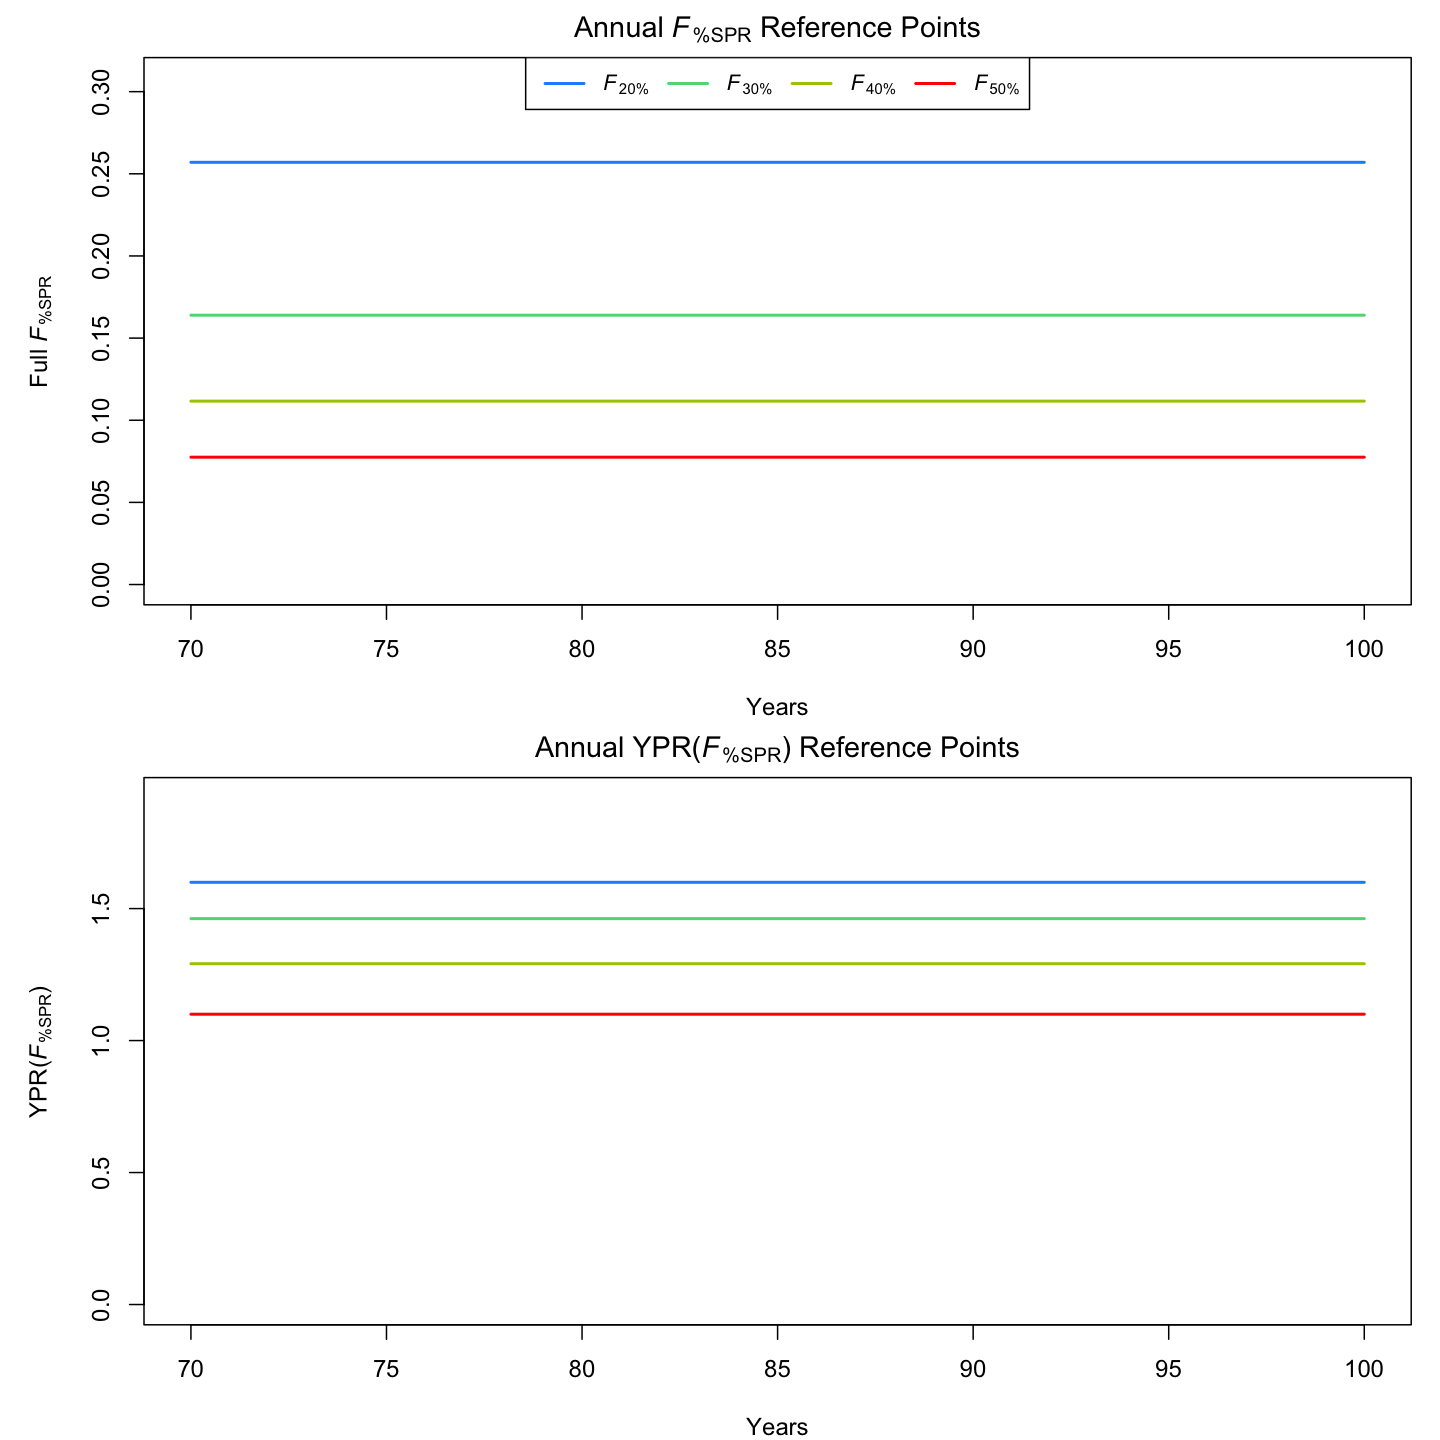 Annual F%SPR Reference Points
F20% F30% F40% F50%
Full F%SPR
0.30
0.25
0.20
0.15
0.10
0.05
0.00
70 75 80 85 90 95 100
Years
Annual YPR(F%SPR) Reference Points
YPR(F%SPR)
1.5
1.0
0.5
0.0
70 75 80 85 90 95 100
Years